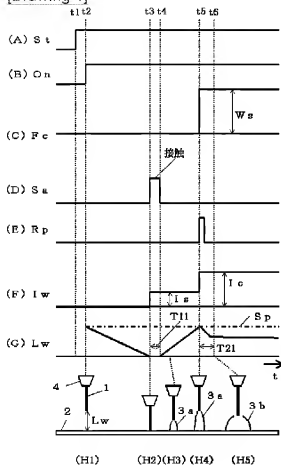 t1 t2 t3 t4 t5 t6
(A) St
(B) On
Ws
(C) Fc
接触
(D) Sa
(E) Rp
(F) Iw
Is
Ic
T11
Sp
(G) Lw
T21
t
4
1
2
Lw
3a
3a
3b
(H1) (H2) (H3) (H4) (H5)